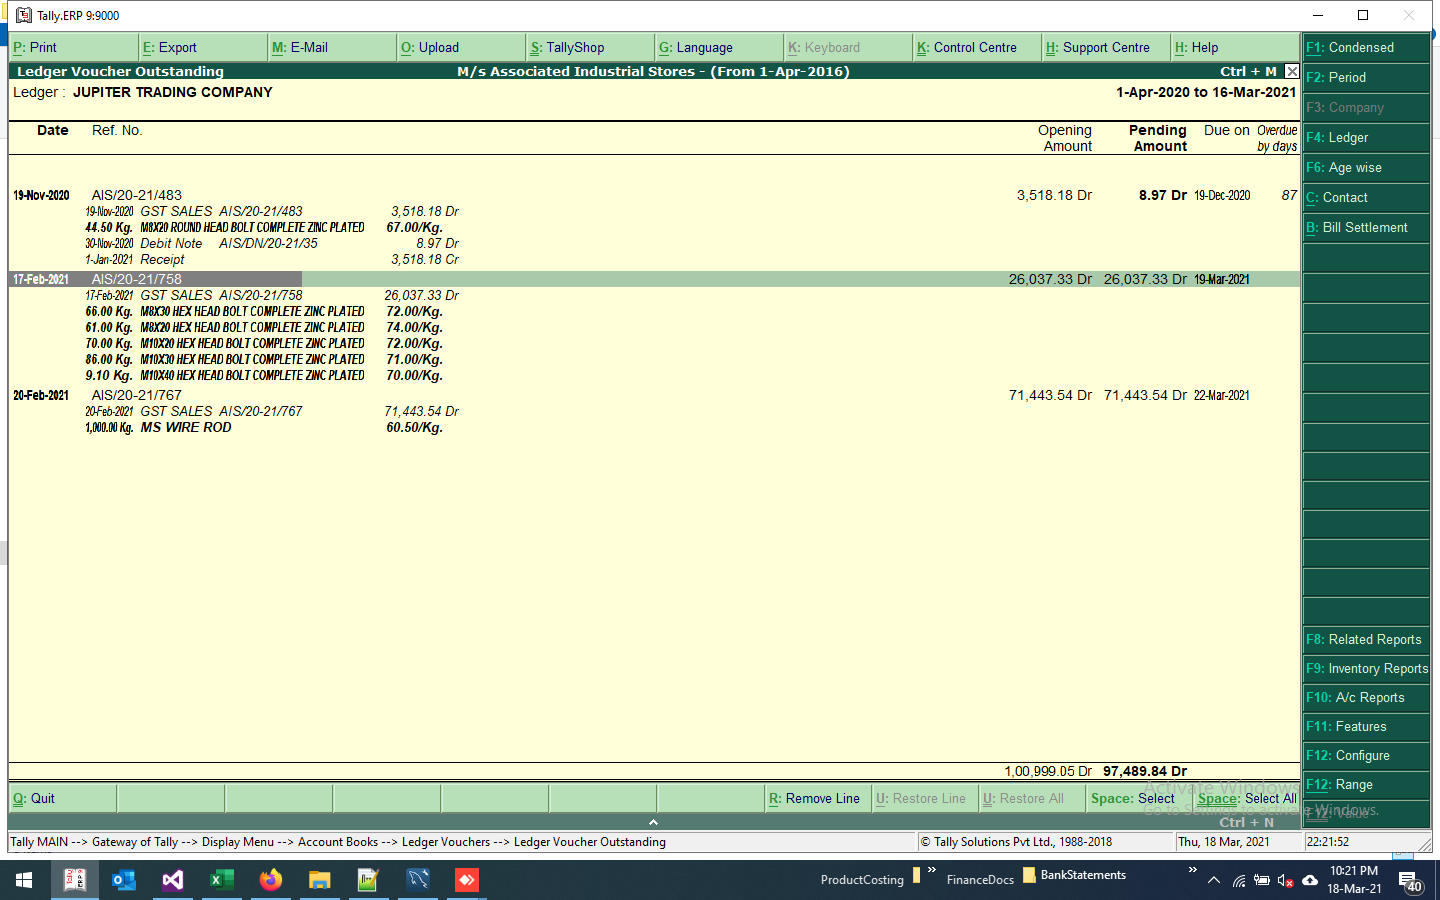 Tally.ERP 9:9000
P: Print E: Export M: E-Mail O: Upload S: TallyShop G: Language K: Keyboard K: Control Centre H: Support Centre H: Help
Ledger Voucher Outstanding M/s Associated Industrial Stores - (From 1-Apr-2016) Ctrl + M
Ledger : JUPITER TRADING COMPANY 1-Apr-2020 to 16-Mar-2021
Date Ref. No. Opening Pending Due on Overdue
Amount Amount by days
19-Nov-2020 AIS/20-21/483 3,518.18 Dr 8.97 Dr 19-Dec-2020 87
19-Nov-2020 GST SALES AIS/20-21/483 3,518.18 Dr
44.50 Kg. M8X20 ROUND HEAD BOLT COMPLETE ZINC PLATED 67.00/Kg.
30-Nov-2020 Debit Note AIS/DN/20-21/35 8.97 Dr
1-Jan-2021 Receipt 3,518.18 Cr
17-Feb-2021 AIS/20-21/758 26,037.33 Dr 26,037.33 Dr 19-Mar-2021
17-Feb-2021 GST SALES AIS/20-21/758 26,037.33 Dr
66.00 Kg. M8X30 HEX HEAD BOLT COMPLETE ZINC PLATED 72.00/Kg.
61.00 Kg. M8X20 HEX HEAD BOLT COMPLETE ZINC PLATED 74.00/Kg.
70.00 Kg. M10X20 HEX HEAD BOLT COMPLETE ZINC PLATED 72.00/Kg.
86.00 Kg. M10X30 HEX HEAD BOLT COMPLETE ZINC PLATED 71.00/Kg.
9.10 Kg. M10X40 HEX HEAD BOLT COMPLETE ZINC PLATED 70.00/Kg.
20-Feb-2021 AIS/20-21/767 71,443.54 Dr 71,443.54 Dr 22-Mar-2021
20-Feb-2021 GST SALES AIS/20-21/767 71,443.54 Dr
1,000.00 Kg. MS WIRE ROD 60.50/Kg.
1,00,999.05 Dr 97,489.84 Dr
F1: Condensed
F2: Period
F3: Company
F4: Ledger
F6: Age wise
C: Contact
B: Bill Settlement
F8: Related Reports
F9: Inventory Reports
F10: A/c Reports
F11: Features
F12: Configure
F12: Range
F12: Value
Activate Windows
Go to Settings to activate Windows.
Q: Quit R: Remove Line U: Restore Line U: Restore All Space: Select Space: Select All
Ctrl + N
Tally MAIN --> Gateway of Tally --> Display Menu --> Account Books --> Ledger Vouchers --> Ledger Voucher Outstanding © Tally Solutions Pvt Ltd., 1988-2018 Thu, 18 Mar, 2021 22:21:52
ProductCosting » FinanceDocs BankStatements » 10:21 PM
18-Mar-21 40